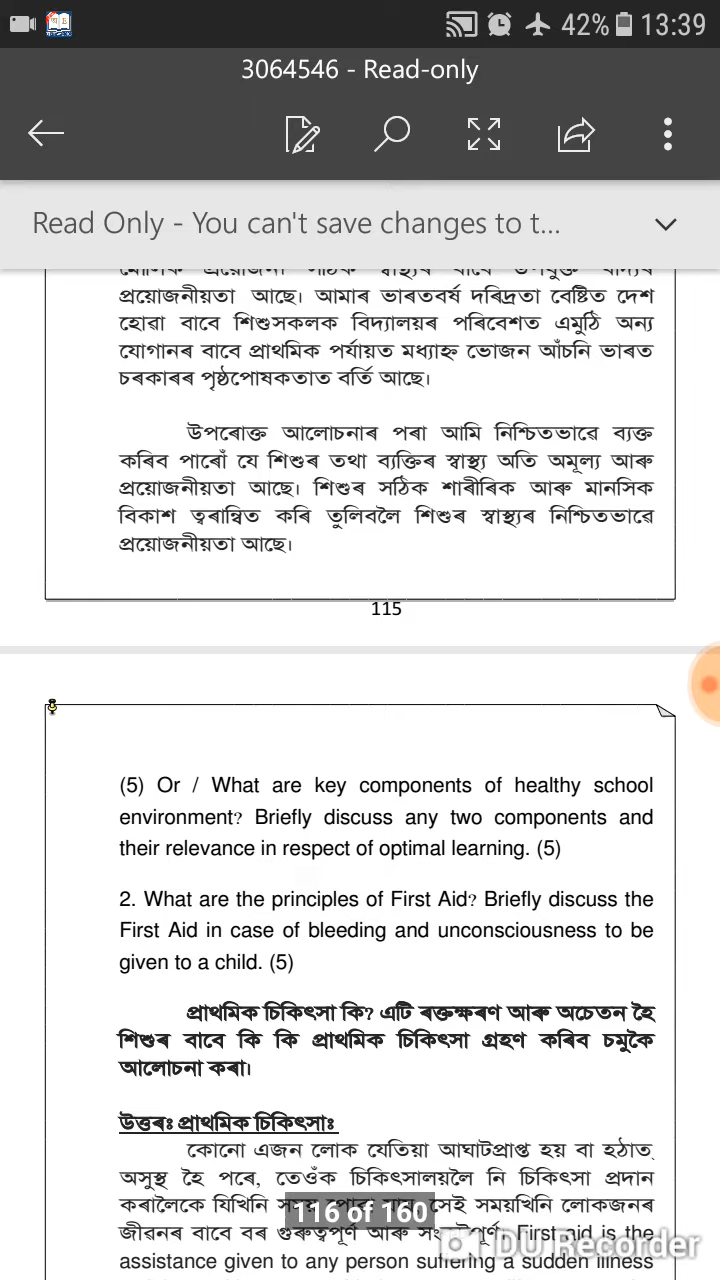 42% 13:39
3064546 - Read-only
Read Only - You can't save changes to t...
প্ৰয়োজনীয়তা আছে। আমাৰ ভাৰতবৰ্ষ দৰিদ্ৰতা বেষ্টিত দেশ
হোৱা বাবে শিশুসকলক বিদ্যালয়ৰ পৰিবেশত এমুঠি অন্য
যোগানৰ বাবে প্ৰাথমিক পৰ্যায়ত মধ্যাহ্ন ভোজন আঁচনি ভাৰত
চৰকাৰৰ পৃষ্ঠপোষকতাত বৰ্তি আছে।
উপৰোক্ত আলোচনাৰ পৰা আমি নিশ্চিতভাৱে ব্যক্ত
কৰিব পাৰোঁ যে শিশুৰ তথা ব্যক্তিৰ স্বাস্থ্য অতি অমূল্য আৰু
প্ৰয়োজনীয়তা আছে। শিশুৰ সঠিক শাৰীৰিক আৰু মানসিক
বিকাশ ত্বৰান্বিত কৰি তুলিবলৈ শিশুৰ স্বাস্থ্যৰ নিশ্চিতভাৱে
প্ৰয়োজনীয়তা আছে।
115
(5) Or / What are key components of healthy school
environment? Briefly discuss any two components and
their relevance in respect of optimal learning. (5)
2. What are the principles of First Aid? Briefly discuss the
First Aid in case of bleeding and unconsciousness to be
given to a child. (5)
প্ৰাথমিক চিকিৎসা কি? এটি ৰক্তক্ষৰণ আৰু অচেতন হৈ
শিশুৰ বাবে কি কি প্ৰাথমিক চিকিৎসা গ্ৰহণ কৰিব চমুকৈ
আলোচনা কৰা।
উত্তৰঃ প্ৰাথমিক চিকিৎসাঃ
কোনো এজন লোক যেতিয়া আঘাটপ্ৰাপ্ত হয় বা হঠাত্
অসুস্থ হৈ পৰে, তেওঁক চিকিৎসালয়লৈ নি চিকিৎসা প্ৰদান
কৰালৈকে যিখিনি সময় সেই সময়খিনি লোকজনৰ
116 of 160
জীৱনৰ বাবে বৰ গুৰুত্বপূৰ্ণ আৰু First aid is the
DU Recorder
assistance given to any person suffering a sudden illness